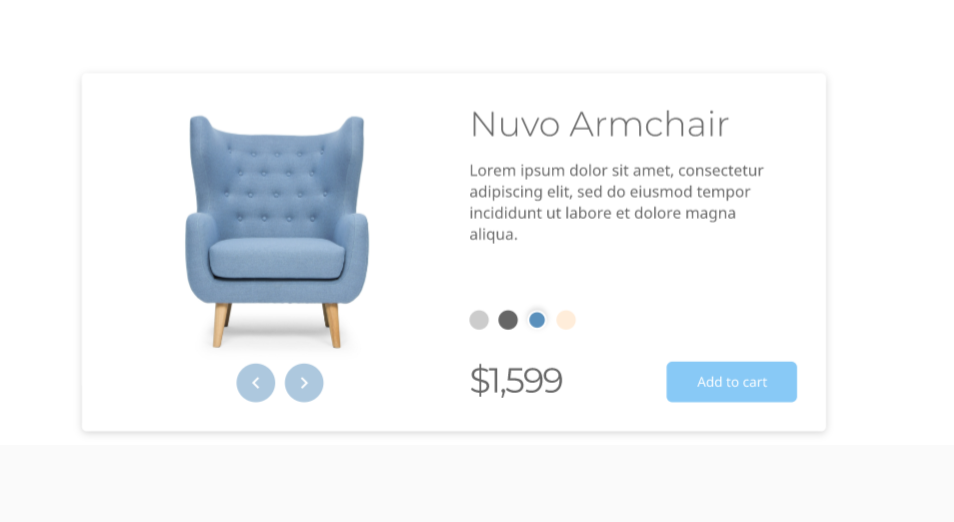 Nuvo Armchair
Lorem ipsum dolor sit amet, consectetur
adipiscing elit, sed do eiusmod tempor
incididunt ut labore et dolore magna
aliqua.
$1,599
Add to cart